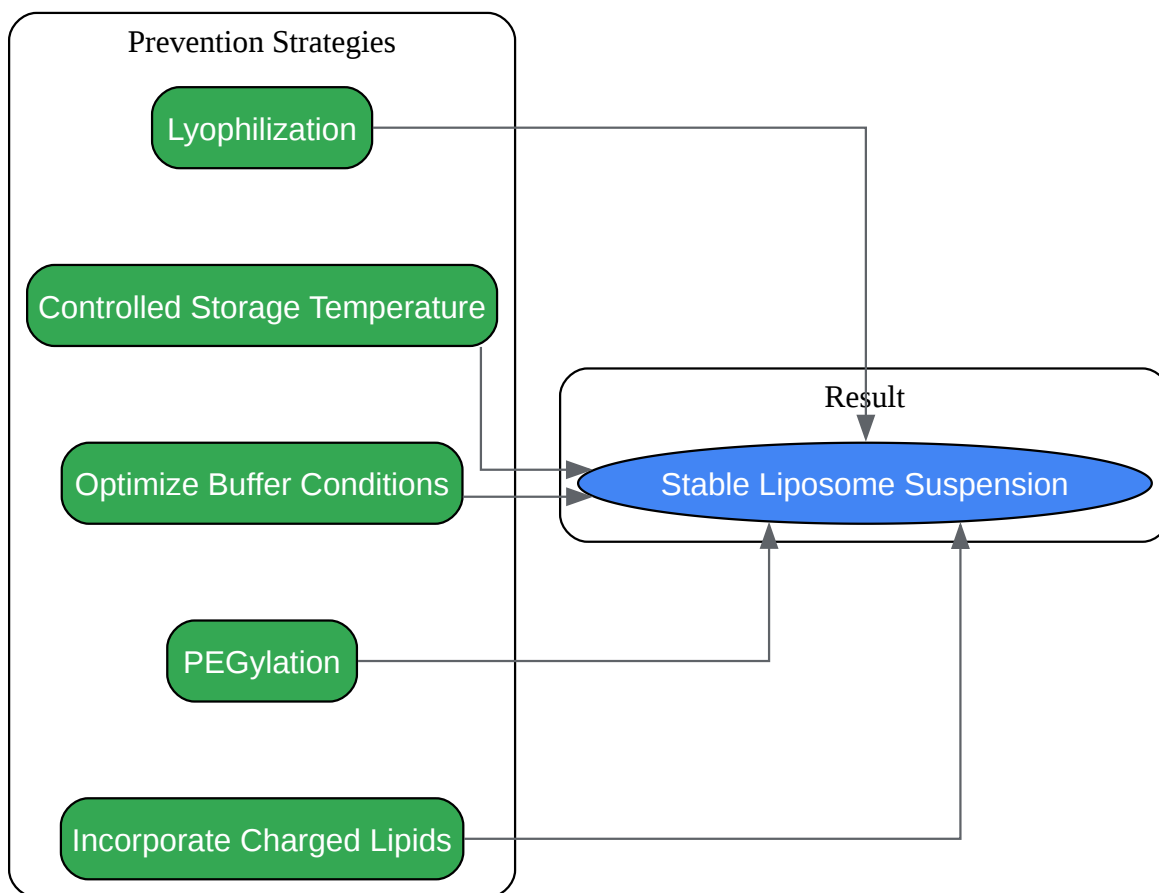 Prevention Strategies
Lyophilization
Controlled Storage Temperature
Optimize Buffer Conditions
PEGylation
Incorporate Charged Lipids
Result
Stable Liposome Suspension